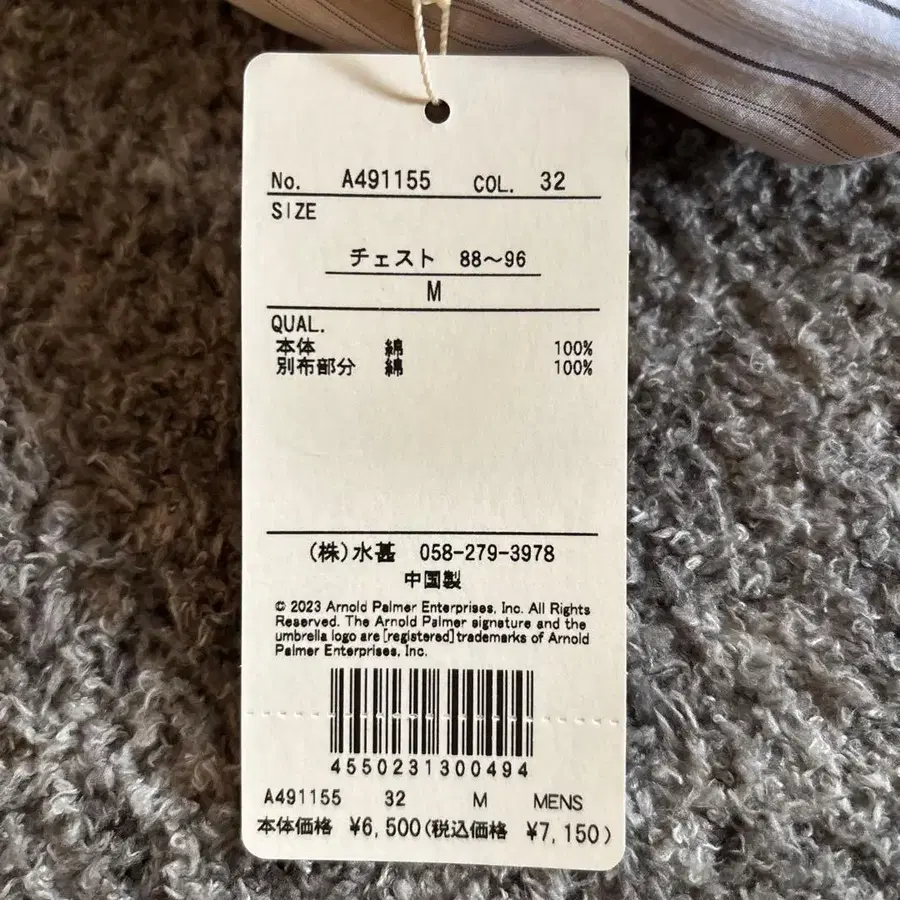 No. A491155 COL. 32
SIZE
チェスト 88～96
M
QUAL.
本体 綿 100%
別布部分 綿 100%
(株)水甚 058-279-3978
中国製
© 2023 Arnold Palmer Enterprises, Inc. All Rights
Reserved. The Arnold Palmer signature and the
umbrella logo are [registered] trademarks of Arnold
Palmer Enterprises, Inc.
4550231300494
A491155 32 M MENS
本体価格 ¥6,500(税込価格 ¥7,150)